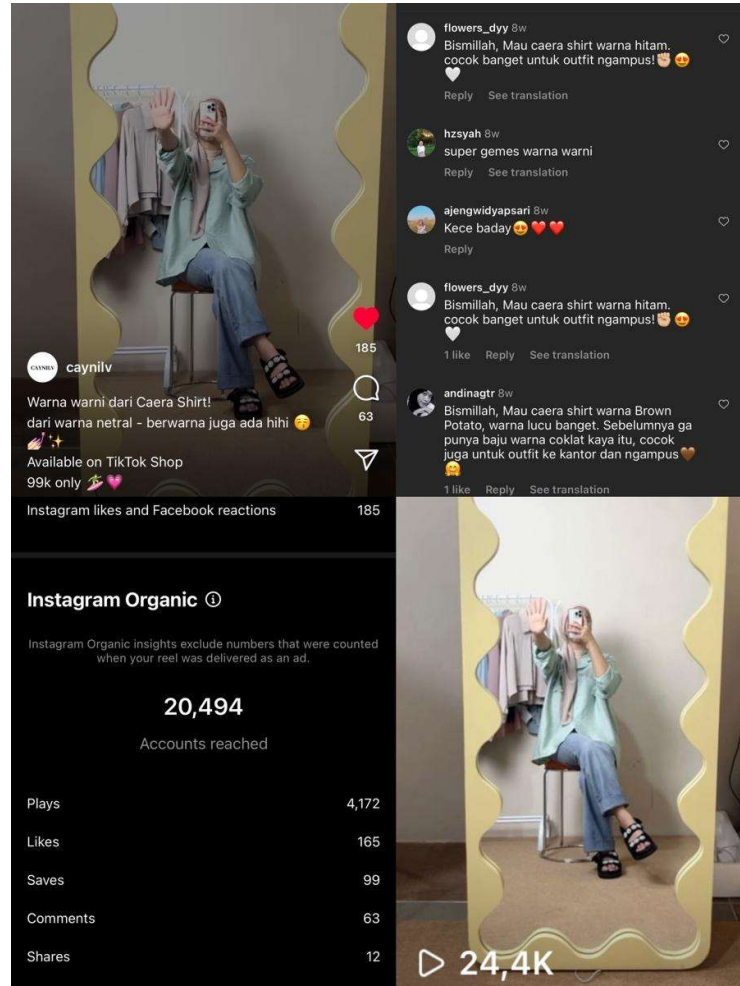 CAYNILV
caynilv
Warna warni dari Caera Shirt!
dari warna netral - berwarna juga ada hihi 😚
💅🏻✨
Available on TikTok Shop
99k only 🏄🏻‍♀️💗
185
63
Instagram likes and Facebook reactions 185
Instagram Organic
Instagram Organic insights exclude numbers that were counted
when your reel was delivered as an ad.
20,494
Accounts reached
Plays 4,172
Likes 165
Saves 99
Comments 63
Shares 12
flowers_dyy 8w
Bismillah, Mau caera shirt warna hitam.
cocok banget untuk outfit ngampus!✊🏼😍
🤍
Reply See translation
hzsyah 8w
super gemes warna warni
Reply See translation
ajengwidyapsari 8w
Kece baday😍❤️❤️
Reply
flowers_dyy 8w
Bismillah, Mau caera shirt warna hitam.
cocok banget untuk outfit ngampus!✊🏼😍
🤍
1 like Reply See translation
andinagtr 8w
Bismillah, Mau caera shirt warna Brown
Potato, warna lucu banget. Sebelumnya ga
punya baju warna coklat kaya itu, cocok
juga untuk outfit ke kantor dan ngampus🤎
🤗
1 like Reply See translation
24,4K